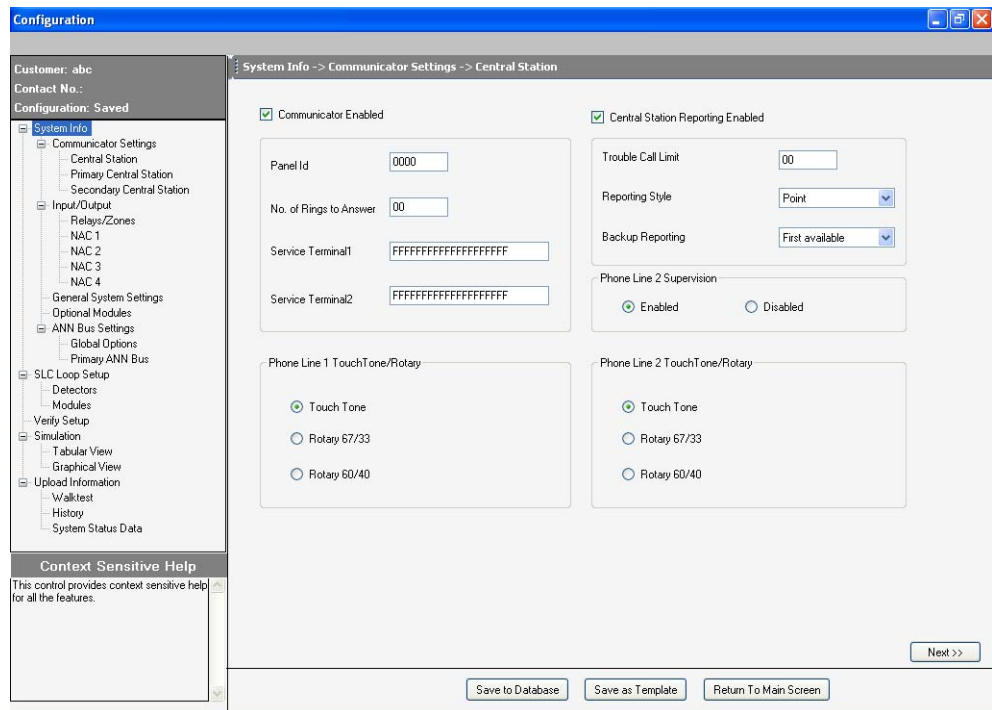 Configuration
Customer: abc
Contact No.:
Configuration: Saved
System Info
Communicator Settings
Central Station
Primary Central Station
Secondary Central Station
Input/Output
Relays/Zones
NAC 1
NAC 2
NAC 3
NAC 4
General System Settings
Optional Modules
ANN Bus Settings
Global Options
Primary ANN Bus
SLC Loop Setup
Detectors
Modules
Verify Setup
Simulation
Tabular View
Graphical View
Upload Information
Walktest
History
System Status Data
Context Sensitive Help
This control provides context sensitive help
for all the features.
System Info -> Communicator Settings -> Central Station
Communicator Enabled
Panel Id 0000
No. of Rings to Answer 00
Service Terminal1 FFFFFFFFFFFFFFFFFFFF
Service Terminal2 FFFFFFFFFFFFFFFFFFFF
Central Station Reporting Enabled
Trouble Call Limit 00
Reporting Style Point
Backup Reporting First available
Phone Line 2 Supervision
Enabled Disabled
Phone Line 1 TouchTone/Rotary
Touch Tone
Rotary 67/33
Rotary 60/40
Phone Line 2 TouchTone/Rotary
Touch Tone
Rotary 67/33
Rotary 60/40
Next >>
Save to Database Save as Template Return To Main Screen